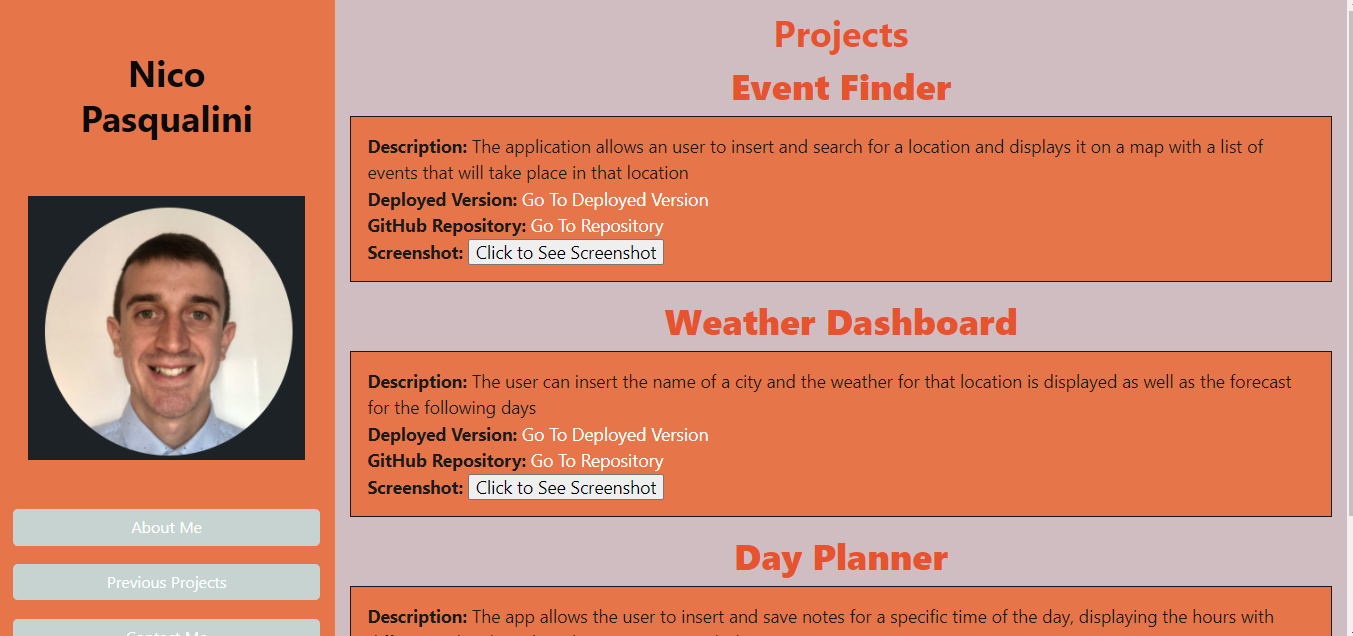 Nico
Pasqualini
About Me
Previous Projects
Contact Me
Projects
Event Finder
Description: The application allows an user to insert and search for a location and displays it on a map with a list of
events that will take place in that location
Deployed Version: Go To Deployed Version
GitHub Repository: Go To Repository
Screenshot: Click to See Screenshot
Weather Dashboard
Description: The user can insert the name of a city and the weather for that location is displayed as well as the forecast
for the following days
Deployed Version: Go To Deployed Version
GitHub Repository: Go To Repository
Screenshot: Click to See Screenshot
Day Planner
Description: The app allows the user to insert and save notes for a specific time of the day, displaying the hours with